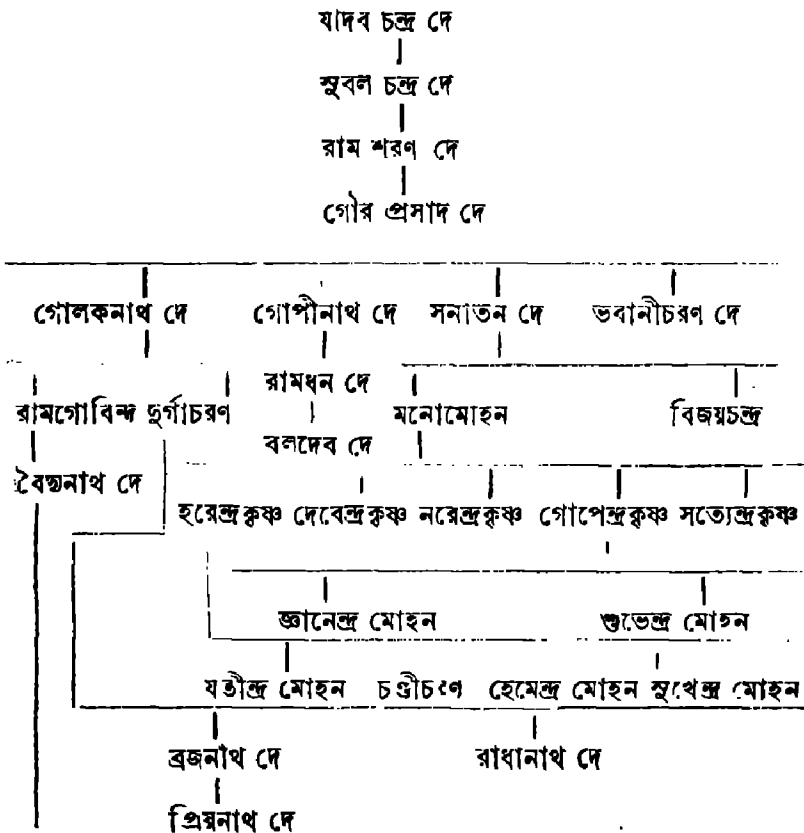 যাদব চন্দ্র দে
সুবল চন্দ্র দে
রাম শরণ দে
গৌর প্রসাদ দে
গোলকনাথ দে গোপীনাথ দে সনাতন দে ভবানীচরণ দে
রামধন দে
রামগোবিন্দ দুর্গাচরণ মনোমোহন বিজয়চন্দ্র
বলদেব দে
বৈদ্যনাথ দে
হরেন্দ্রকৃষ্ণ দেবেন্দ্রকৃষ্ণ নরেন্দ্রকৃষ্ণ গোপেন্দ্রকৃষ্ণ সত্যেন্দ্রকৃষ্ণ
জ্ঞানেন্দ্র মোহন শুভেন্দ্র মোহন
যতীন্দ্র মোহন চণ্ডীচরণ হেমেন্দ্র মোহন সুখেন্দ্র মোহন
ব্রজনাথ দে রাধানাথ দে
প্রিয়নাথ দে